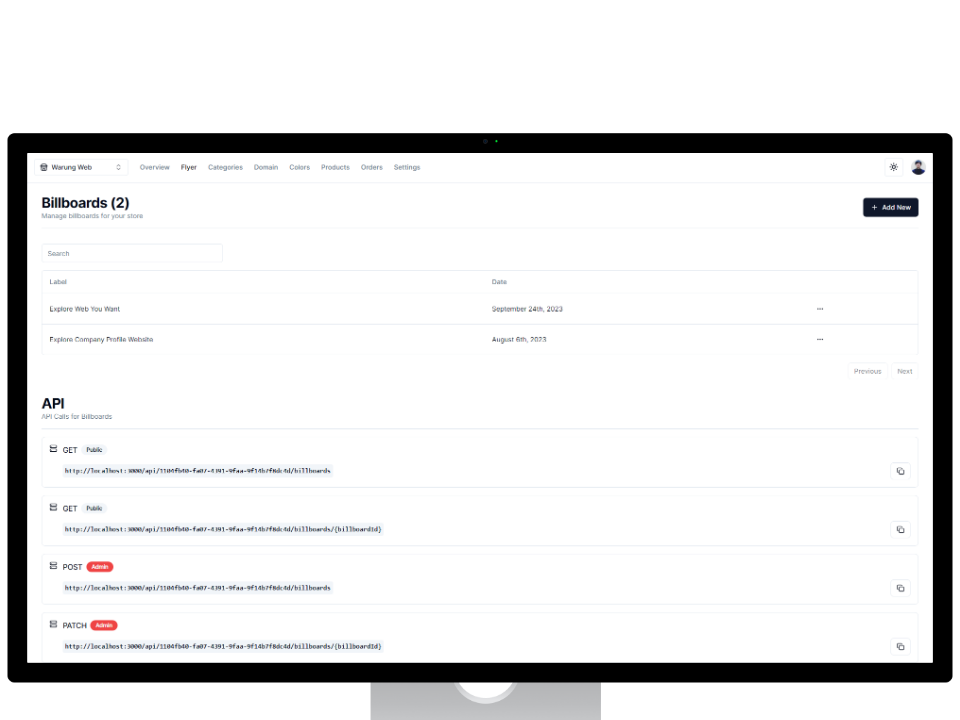 Warung Web Overview Flyer Categories Domain Colors Products Orders Settings
Billboards (2)
Manage billboards for your store
+ Add New
Search
Label Date
Explore Web You Want September 24th, 2023 ...
Explore Company Profile Website August 6th, 2023 ...
Previous Next
API
API Calls for Billboards
GET Public
http://localhost:3000/api/1104fb40-fa07-4391-9faa-9f14b7f8dc4d/billboards
GET Public
http://localhost:3000/api/1104fb40-fa07-4391-9faa-9f14b7f8dc4d/billboards/{billboardId}
POST Admin
http://localhost:3000/api/1104fb40-fa07-4391-9faa-9f14b7f8dc4d/billboards
PATCH Admin
http://localhost:3000/api/1104fb40-fa07-4391-9faa-9f14b7f8dc4d/billboards/{billboardId}